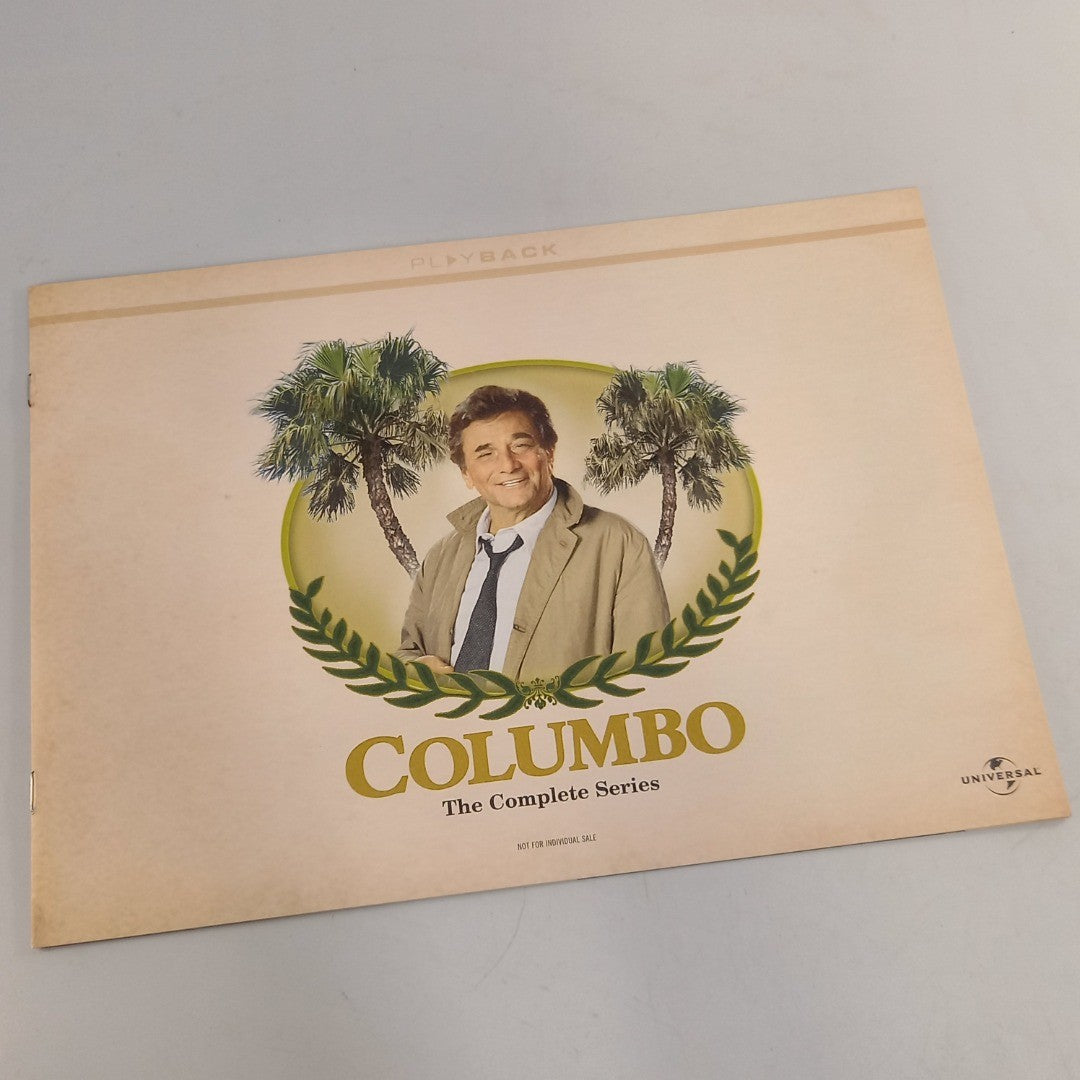 PLAYBACK
COLUMBO
The Complete Series
UNIVERSAL
NOT FOR INDIVIDUAL SALE